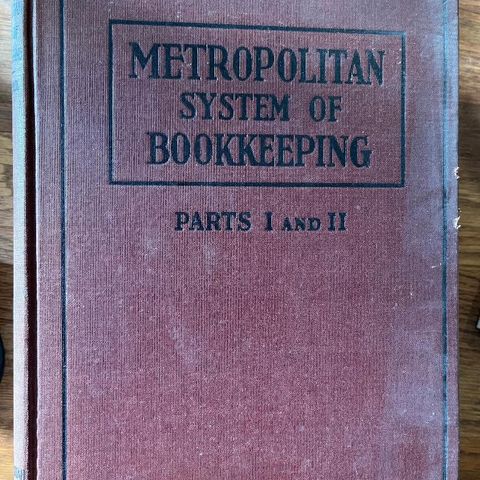 METROPOLITAN
SYSTEM OF
BOOKKEEPING
PARTS I AND II